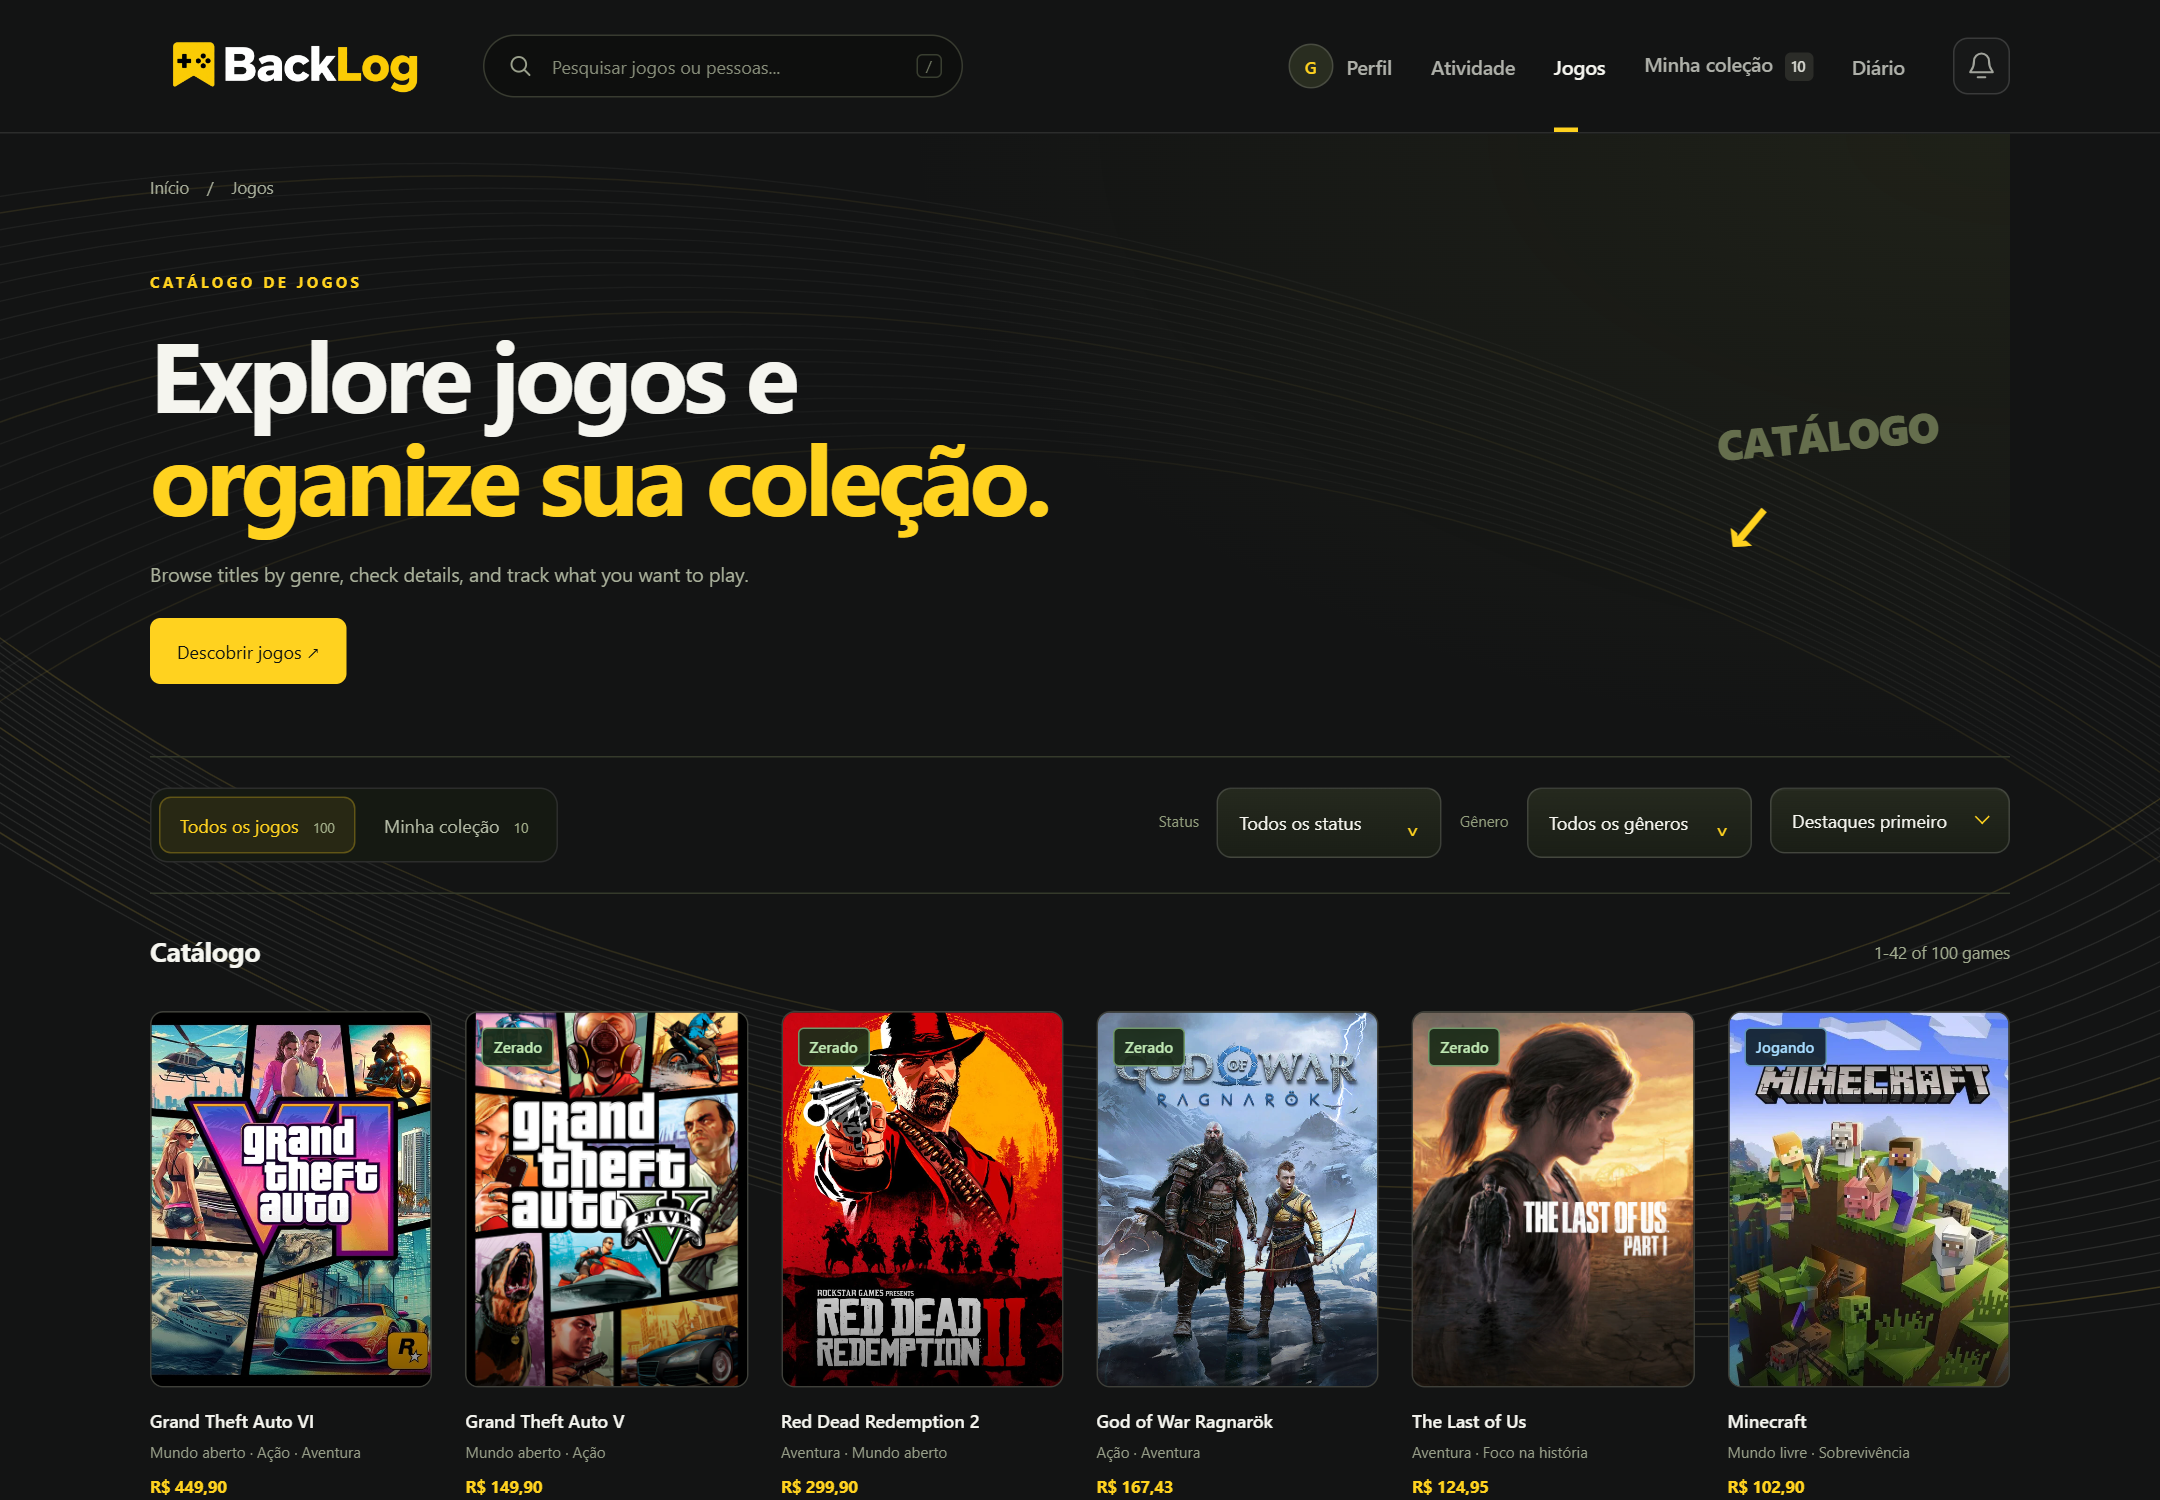 BackLog
Pesquisar jogos ou pessoas...
/
G
Perfil
Atividade
Jogos
Minha coleção 10
Diário
Início / Jogos
CATÁLOGO DE JOGOS
Explore jogos e
organize sua coleção.
CATÁLOGO
Browse titles by genre, check details, and track what you want to play.
Descobrir jogos ↗
Todos os jogos 100
Minha coleção 10
Status
Todos os status
Gênero
Todos os gêneros
Destaques primeiro
Catálogo
1-42 of 100 games
VI
grand
theft
auto
R
Zerado
grand
theft
auto
V
FIVE
Zerado
ROCKSTAR GAMES PRESENTS
RED DEAD
REDEMPTION II
Zerado
GOD OF WAR
RAGNARÖK
Zerado
THE LAST OF US
PART I
Jogando
MINECRAFT
Grand Theft Auto VI
Mundo aberto · Ação · Aventura
R$ 449,90
Grand Theft Auto V
Mundo aberto · Ação
R$ 149,90
Red Dead Redemption 2
Aventura · Mundo aberto
R$ 299,90
God of War Ragnarök
Ação · Aventura
R$ 167,43
The Last of Us
Aventura · Foco na história
R$ 124,95
Minecraft
Mundo livre · Sobrevivência
R$ 102,90